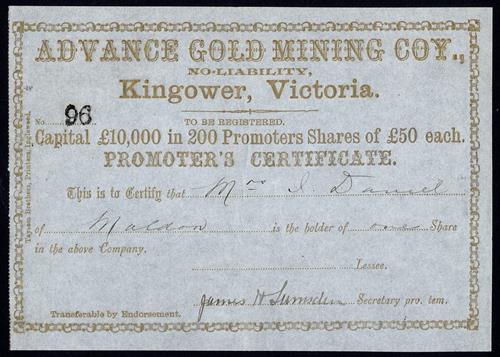 ADVANCE GOLD MINING COY.,
NO-LIABILITY,
Kingower, Victoria.
No. 96
TO BE REGISTERED.
Capital £10,000 in 200 Promoters Shares of £50 each.
PROMOTER'S CERTIFICATE.
This is to Certify that Mrs I. Daniel
of Maldon is the holder of one Share
in the above Company.
Lessee.
James H Lumsden Secretary pro. tem.
Transferable by Endorsement.